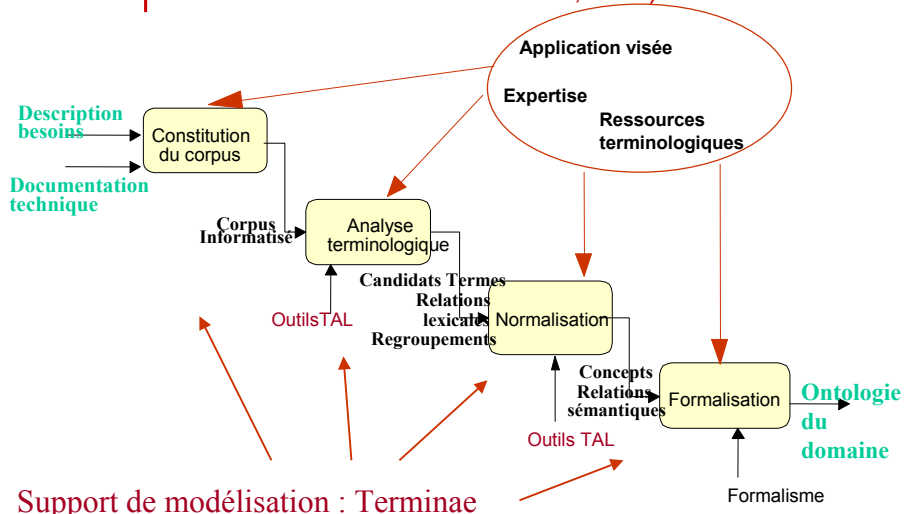 Application visée
Expertise
Ressources
terminologiques
Description
besoins
Documentation
technique
Constitution
du corpus
Corpus
Informatisé
Analyse
terminologique
OutilsTAL
Candidats Termes
Relations
lexicales
Regroupements
Normalisation
Outils TAL
Concepts
Relations
sémantiques
Formalisation
Formalisme
Ontologie
du
domaine
Support de modélisation : Terminae